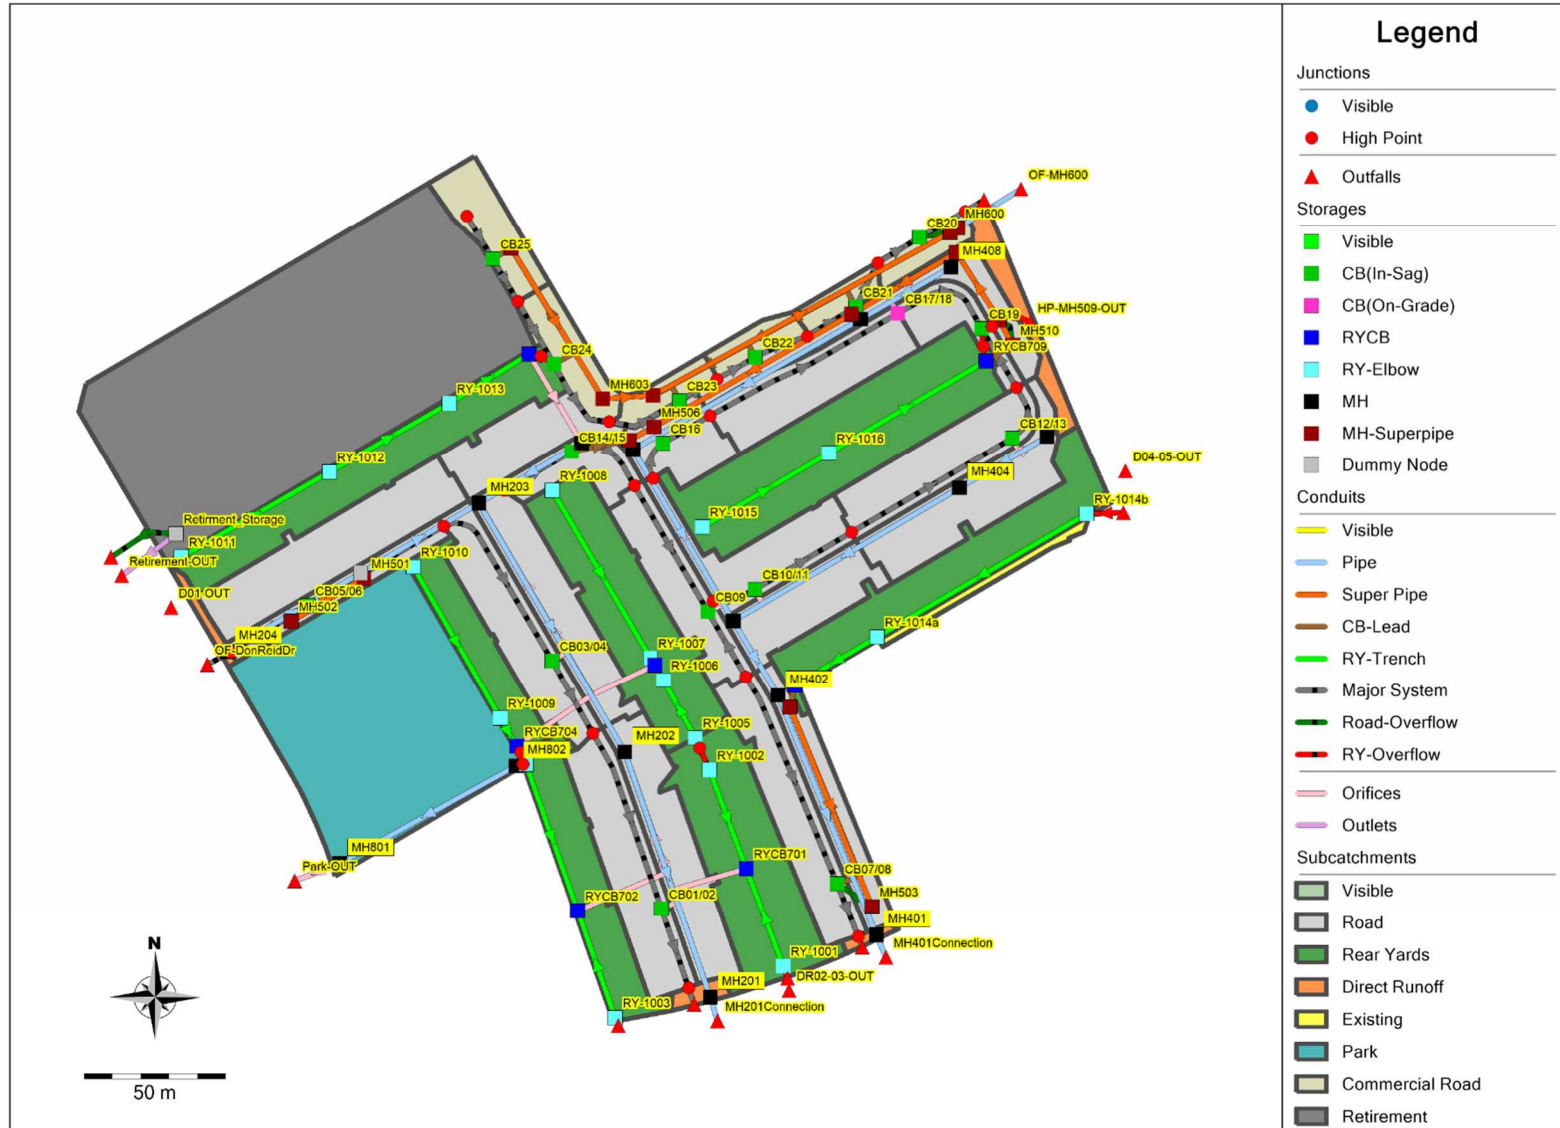 OF-MH600
CB20
MH600
CB25
MH408
CB21
CB17/18
HP-MH509-OUT
CB19
MH510
CB24
CB22
RYCB709
RY-1013
MH603
CB23
MH506
CB16
CB14/15
CB12/13
RY-1016
D04-05-OUT
RY-1012
RY-1008
MH404
MH203
RY-1014b
Retirment_Storage
RY-1015
RY-1011
RY-1010
Retirement-OUT
MH501
CB10/11
D01-OUT
CB05/06
CB09
MH502
RY-1014a
MH204
OF-DonReidDr
CB03/04
RY-1007
RY-1006
MH402
RY-1009
RY-1005
RYCB704
MH202
MH802
RY-1002
MH801
Park-OUT
RYCB701
CB07/08
RYCB702
CB01/02
MH503
MH401
MH401Connection
RY-1001
DR02-03-OUT
MH201
RY-1003
MH201Connection
N
50 m
Legend
Junctions
Visible
High Point
Outfalls
Storages
Visible
CB(In-Sag)
CB(On-Grade)
RYCB
RY-Elbow
MH
MH-Superpipe
Dummy Node
Conduits
Visible
Pipe
Super Pipe
CB-Lead
RY-Trench
Major System
Road-Overflow
RY-Overflow
Orifices
Outlets
Subcatchments
Visible
Road
Rear Yards
Direct Runoff
Existing
Park
Commercial Road
Retirement